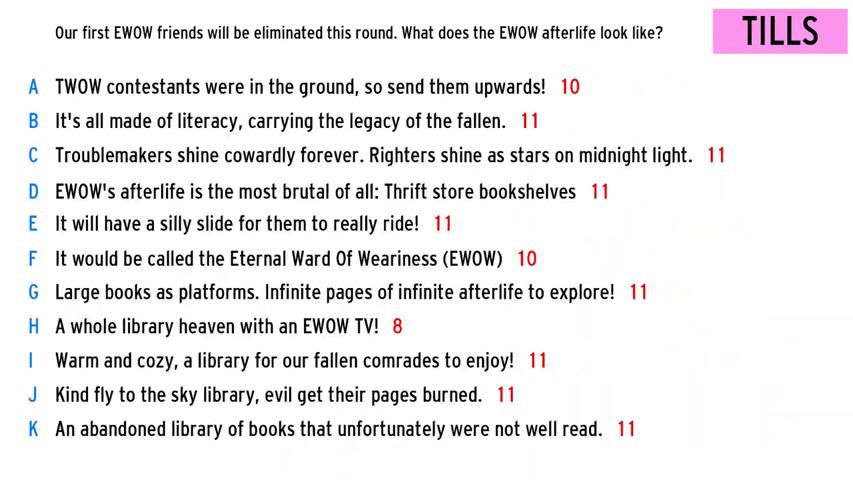 Our first EWOW friends will be eliminated this round. What does the EWOW afterlife look like?
TILLS
A TWOW contestants were in the ground, so send them upwards! 10
B It's all made of literacy, carrying the legacy of the fallen. 11
C Troublemakers shine cowardly forever. Righters shine as stars on midnight light. 11
D EWOW's afterlife is the most brutal of all: Thrift store bookshelves 11
E It will have a silly slide for them to really ride! 11
F It would be called the Eternal Ward Of Weariness (EWOW) 10
G Large books as platforms. Infinite pages of infinite afterlife to explore! 11
H A whole library heaven with an EWOW TV! 8
I Warm and cozy, a library for our fallen comrades to enjoy! 11
J Kind fly to the sky library, evil get their pages burned. 11
K An abandoned library of books that unfortunately were not well read. 11